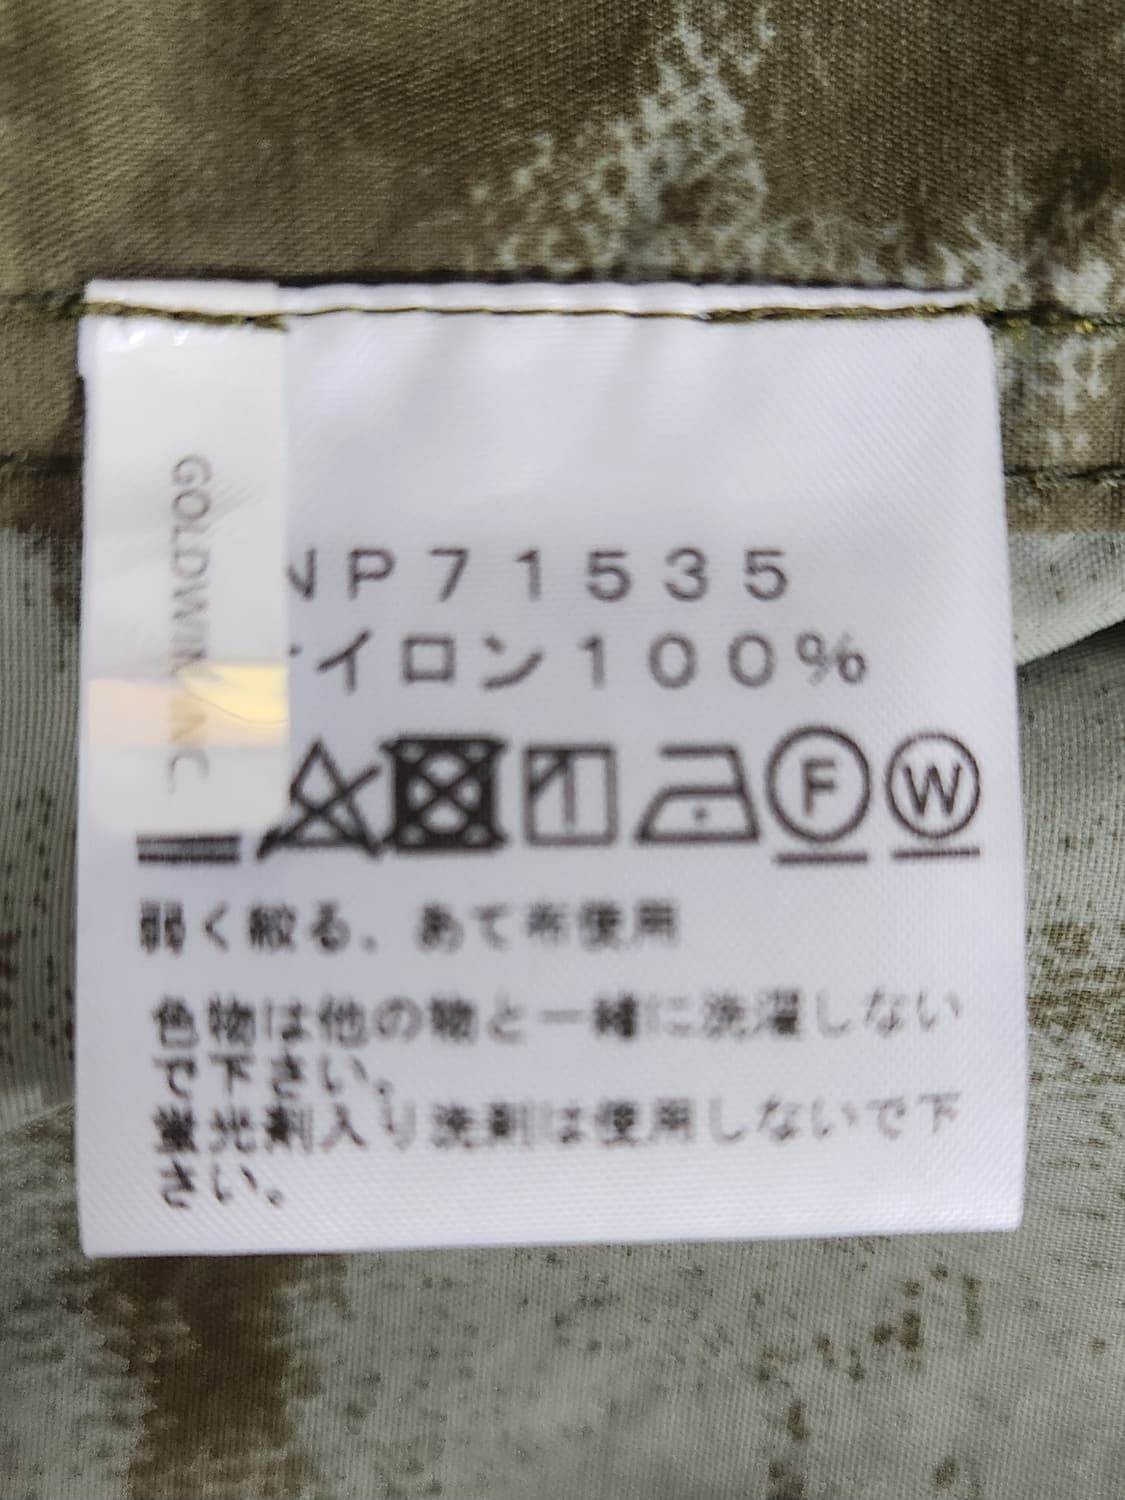 GOLDWIN INC.
NP71535
ナイロン100%
F W
弱く絞る、あて布使用
色物は他の物と一緒に洗濯しない
で下さい。
蛍光剤入り洗剤は使用しないで下
さい。